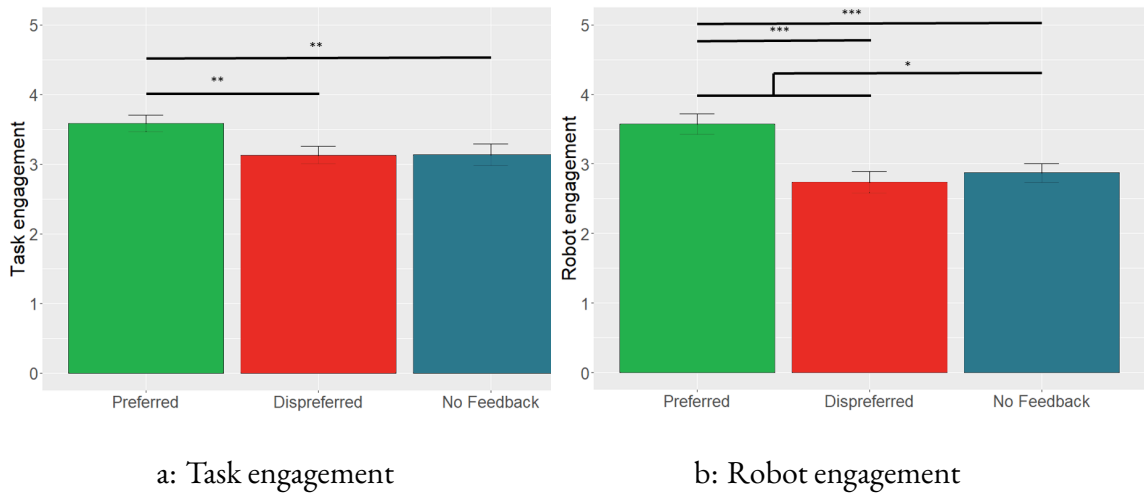 Task engagement
5
4
3
2
1
0
**
**
Preferred
Dispreferred
No Feedback
Robot engagement
5
4
3
2
1
0
***
***
*
Preferred
Dispreferred
No Feedback
a: Task engagement
b: Robot engagement